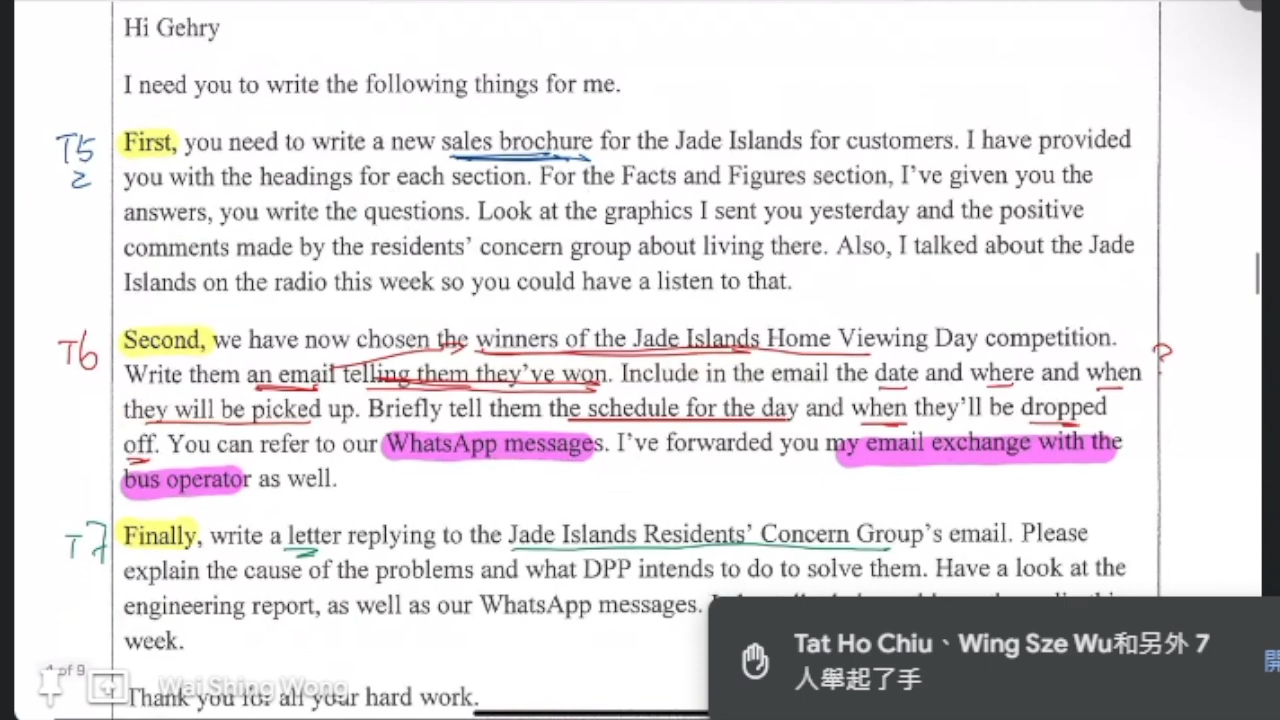 Hi Gehry
I need you to write the following things for me.
T5
First, you need to write a new sales brochure for the Jade Islands for customers. I have provided
2
you with the headings for each section. For the Facts and Figures section, I've given you the
answers, you write the questions. Look at the graphics I sent you yesterday and the positive
comments made by the residents' concern group about living there. Also, I talked about the Jade
Islands on the radio this week so you could have a listen to that.
T6
Second, we have now chosen the winners of the Jade Islands Home Viewing Day competition.
Write them an email telling them they've won. Include in the email the date and where and when ?
they will be picked up. Briefly tell them the schedule for the day and when they'll be dropped
off. You can refer to our WhatsApp messages. I've forwarded you my email exchange with the
bus operator as well.
T7
Finally, write a letter replying to the Jade Islands Residents' Concern Group's email. Please
explain the cause of the problems and what DPP intends to do to solve them. Have a look at the
engineering report, as well as our WhatsApp messages.
week.
of 9
Wai Shing Wong
Thank you for all your hard work.
Tat Ho Chiu、Wing Sze Wu和另外 7
人舉起了手
開